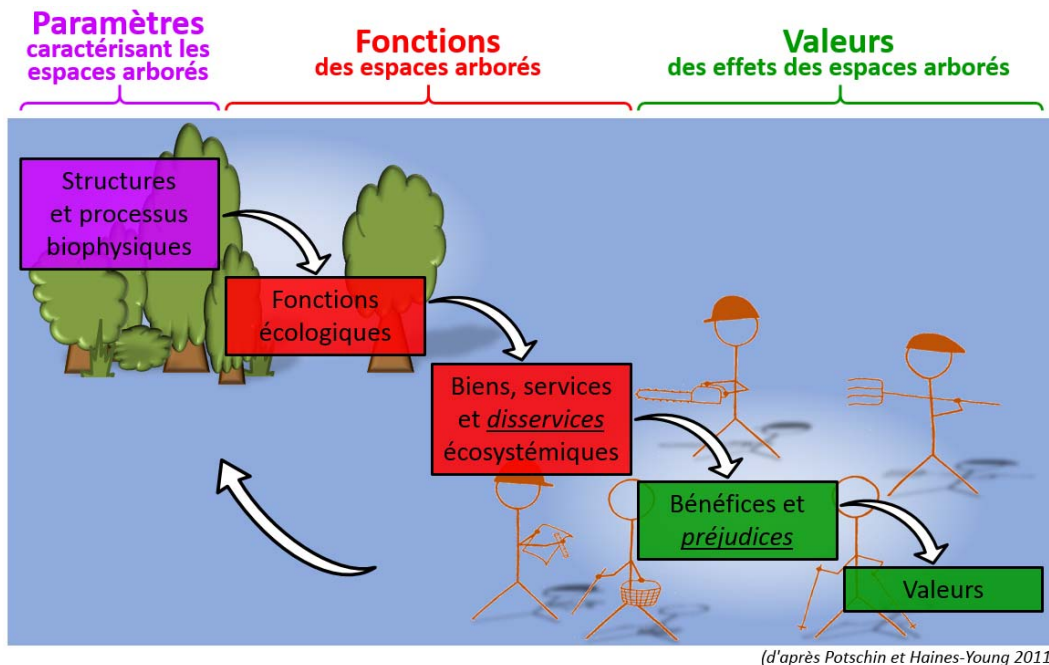 Paramètres
caractérisant les
espaces arborés
Fonctions
des espaces arborés
Valeurs
des effets des espaces arborés
Structures
et processus
biophysiques
Fonctions
écologiques
Biens, services
et disservices
écosystémiques
Bénéfices et
préjudices
Valeurs
(d'après Potschin et Haines-Young 2011